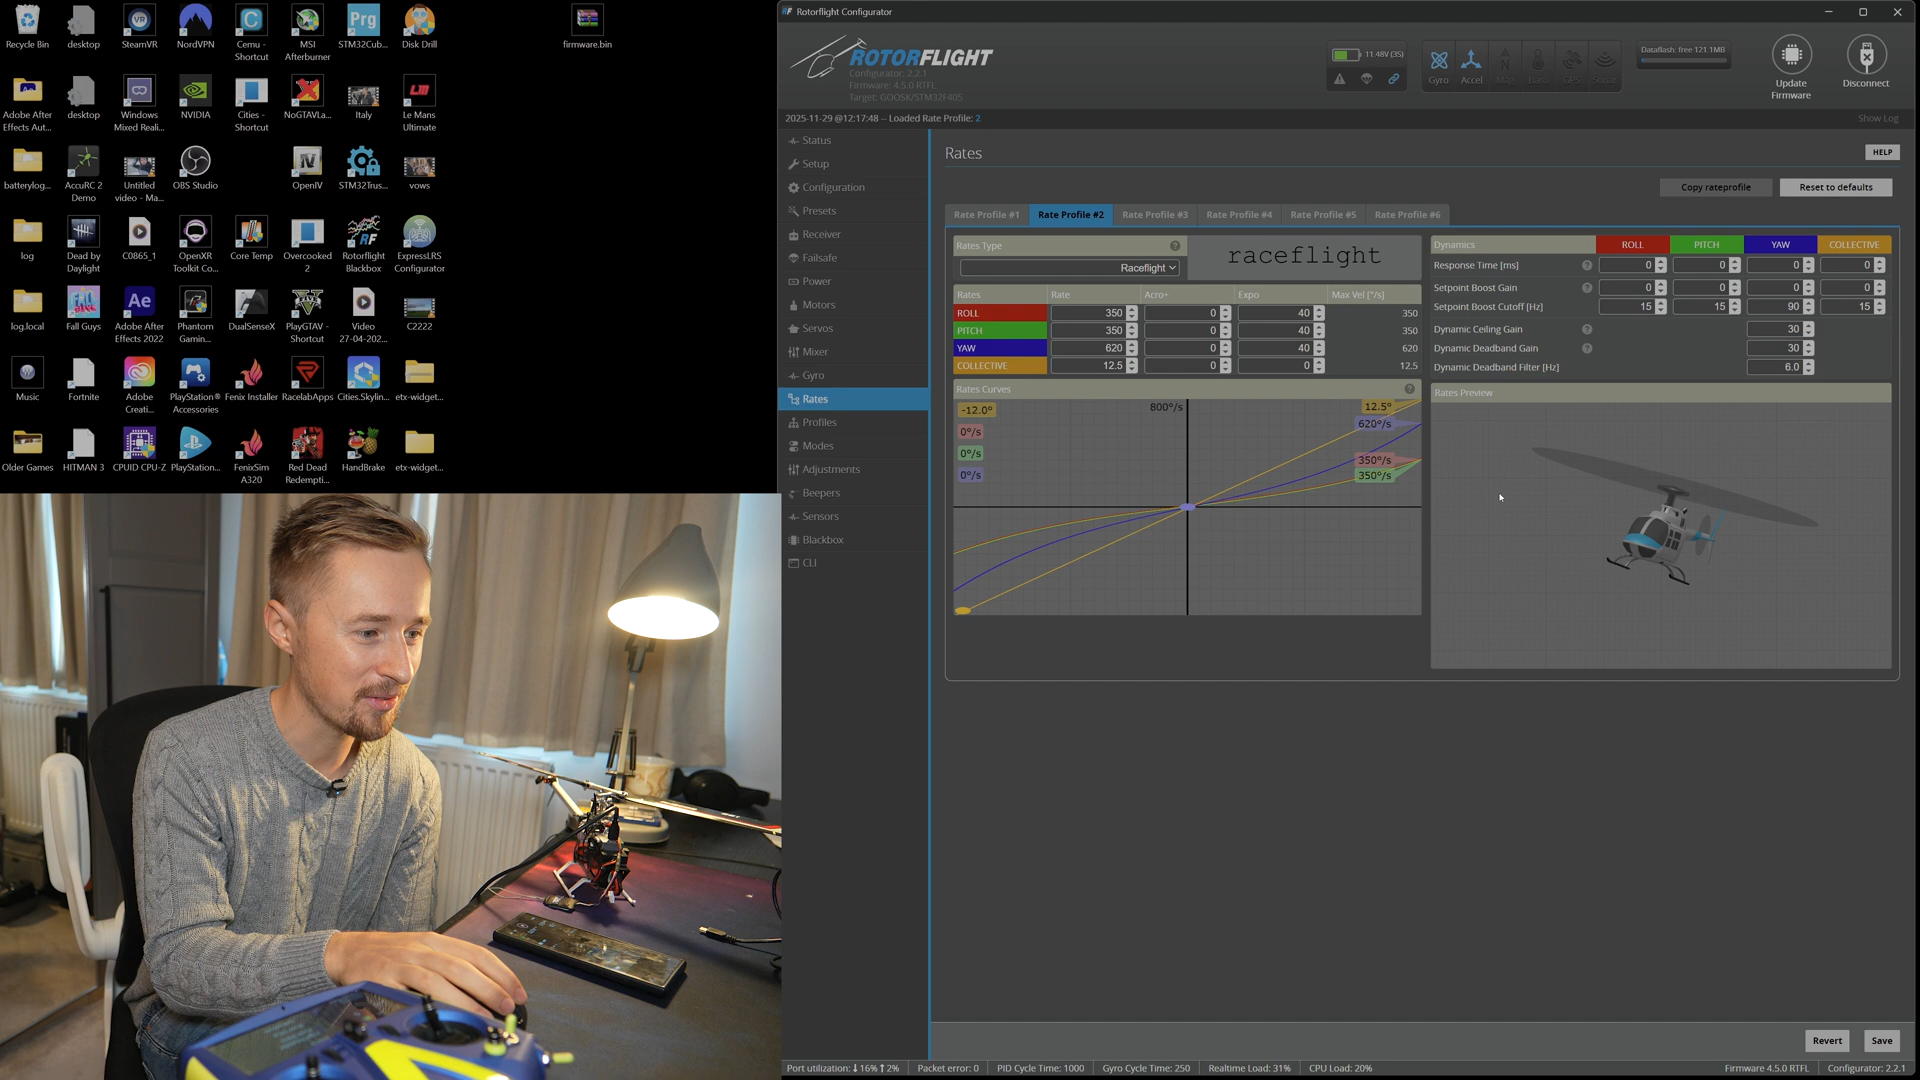 Recycle Bin
desktop
SteamVR
NordVPN
Cemu -
Shortcut
MSI
Afterburner
STM32Cub...
Disk Drill
firmware.bin
Adobe After
Effects Aut...
desktop
Windows
Mixed Reali...
NVIDIA
Cities -
Shortcut
NoGTAVLa...
Italy
Le Mans
Ultimate
batterylog...
AccuRC 2
Demo
Untitled
video - Ma...
OBS Studio
OpenIV
STM32Trus...
vows
log
Dead by
Daylight
C0865_1
OpenXR
Toolkit Co...
Core Temp
Overcooked
2
Rotorflight
Blackbox
ExpressLRS
Configurator
log.local
Fall Guys
Adobe After
Effects 2022
Phantom
Gamin...
DualSenseX
PlayGTAV -
Shortcut
Video
27-04-202...
C2222
Music
Fortnite
Adobe
Creati...
PlayStation®
Accessories
Fenix Installer
RacelabApps
Cities.Skylin...
etx-widget...
Older Games
HITMAN 3
CPUID CPU-Z
PlayStation...
FenixSim
A320
Red Dead
Redempti...
HandBrake
etx-widget...
Rotorflight Configurator
ROTORFLIGHT
Configurator: 2.2.1
Firmware: 4.5.0 RTFL
Target: GOOSK/STM32F405
11.48V (3S)
Gyro
Accel
Dataflash: free 121.1MB
Update
Firmware
Disconnect
2025-11-29 @12:17:48 -- Loaded Rate Profile: 2
Show Log
Status
Setup
Configuration
Presets
Receiver
Failsafe
Power
Motors
Servos
Mixer
Gyro
Rates
Profiles
Modes
Adjustments
Beepers
Sensors
Blackbox
CLI
Rates
HELP
Copy rateprofile
Reset to defaults
Rate Profile #1
Rate Profile #2
Rate Profile #3
Rate Profile #4
Rate Profile #5
Rate Profile #6
Rates Type
Raceflight
raceflight
Rates Rate Acro+ Expo Max Vel [°/s]
ROLL 350 0 40 350
PITCH 350 0 40 350
YAW 620 0 40 620
COLLECTIVE 12.5 0 0 12.5
Rates Curves
-12.0°
0°/s
0°/s
0°/s
800°/s
12.5°
620°/s
350°/s
350°/s
Dynamics ROLL PITCH YAW COLLECTIVE
Response Time [ms] 0 0 0 0
Setpoint Boost Gain 0 0 0 0
Setpoint Boost Cutoff [Hz] 15 15 90 15
Dynamic Ceiling Gain 30
Dynamic Deadband Gain 30
Dynamic Deadband Filter [Hz] 6.0
Rates Preview
Revert
Save
Port utilization: 16% 2%
Packet error: 0
PID Cycle Time: 1000
Gyro Cycle Time: 250
Realtime Load: 31%
CPU Load: 20%
Firmware 4.5.0 RTFL
Configurator: 2.2.1